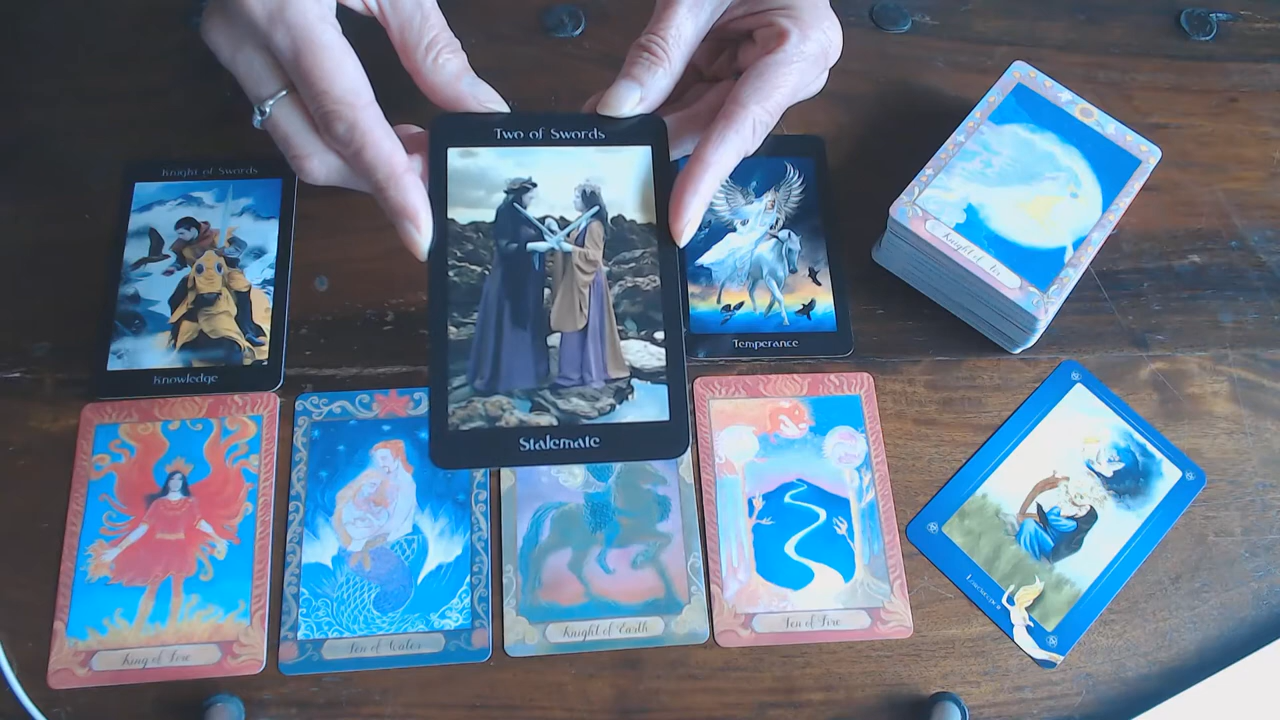 Two of Swords
Stalemate
Knight of Swords
Knowledge
Temperance
Knight of
King of Fire
Ten of Water
Knight of Earth
Ten of Fire